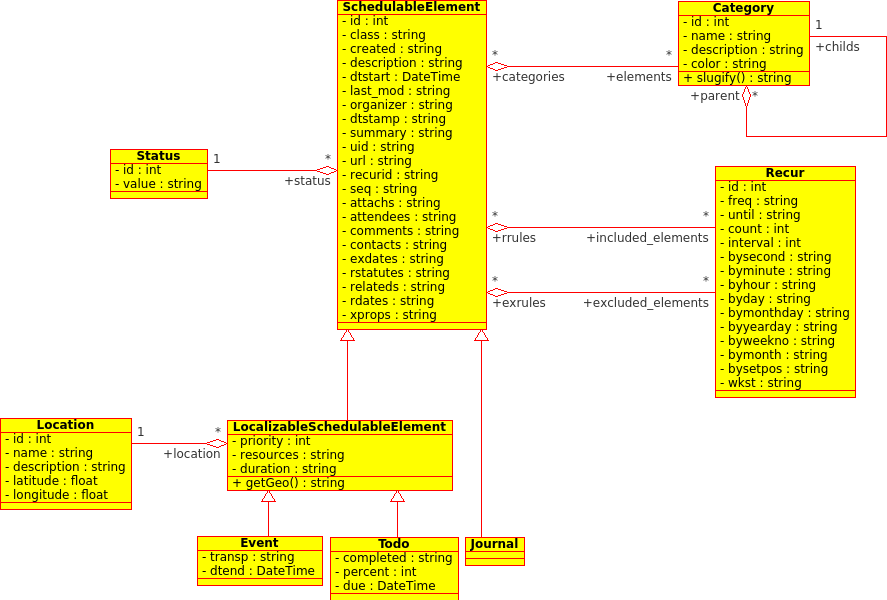 SchedulableElement
- id : int
- class : string
- created : string
- description : string
- dtstart : DateTime
- last_mod : string
- organizer : string
- dtstamp : string
- summary : string
- uid : string
- url : string
- recurid : string
- seq : string
- attachs : string
- attendees : string
- comments : string
- contacts : string
- exdates : string
- rstatutes : string
- relateds : string
- rdates : string
- xprops : string
Category
- id : int
- name : string
- description : string
- color : string
+ slugify() : string
1
+childs
+parent
*
*
*
+categories
+elements
Status
- id : int
- value : string
1
*
+status
Recur
- id : int
- freq : string
- until : string
- count : int
- interval : int
- bysecond : string
- byminute : string
- byhour : string
- byday : string
- bymonthday : string
- byyearday : string
- byweekno : string
- bymonth : string
- bysetpos : string
- wkst : string
*
*
+rrules
+included_elements
*
*
+exrules
+excluded_elements
Location
- id : int
- name : string
- description : string
- latitude : float
- longitude : float
1
*
+location
LocalizableSchedulableElement
- priority : int
- resources : string
- duration : string
+ getGeo() : string
Event
- transp : string
- dtend : DateTime
Todo
- completed : string
- percent : int
- due : DateTime
Journal